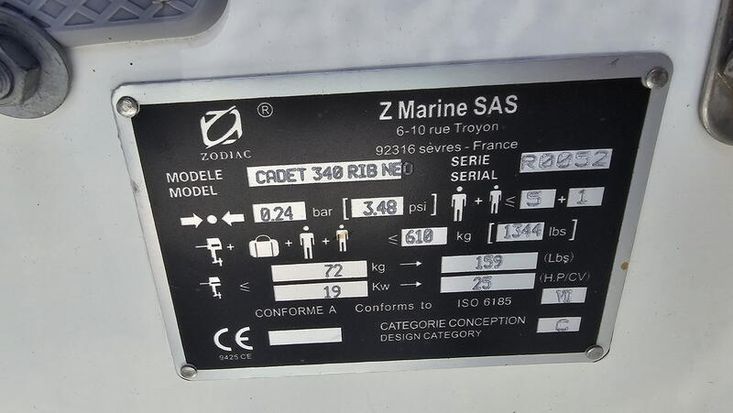 Z Marine SAS
6-10 rue Troyon
92316 sèvres - France
®
ZODIAC
MODELE CADET 340 RIB NEO SERIE R0052
MODEL SERIAL
0.24 bar [ 3.48 psi] ≤ 5 + 1
+ + + ≤ 610 kg [ 1344 lbs]
72 kg → 159 (Lbs)
≤ 19 Kw → 25 (H.P/CV)
CONFORME A Conforms to ISO 6185 VII
CE CATEGORIE CONCEPTION C
9425 CE DESIGN CATEGORY